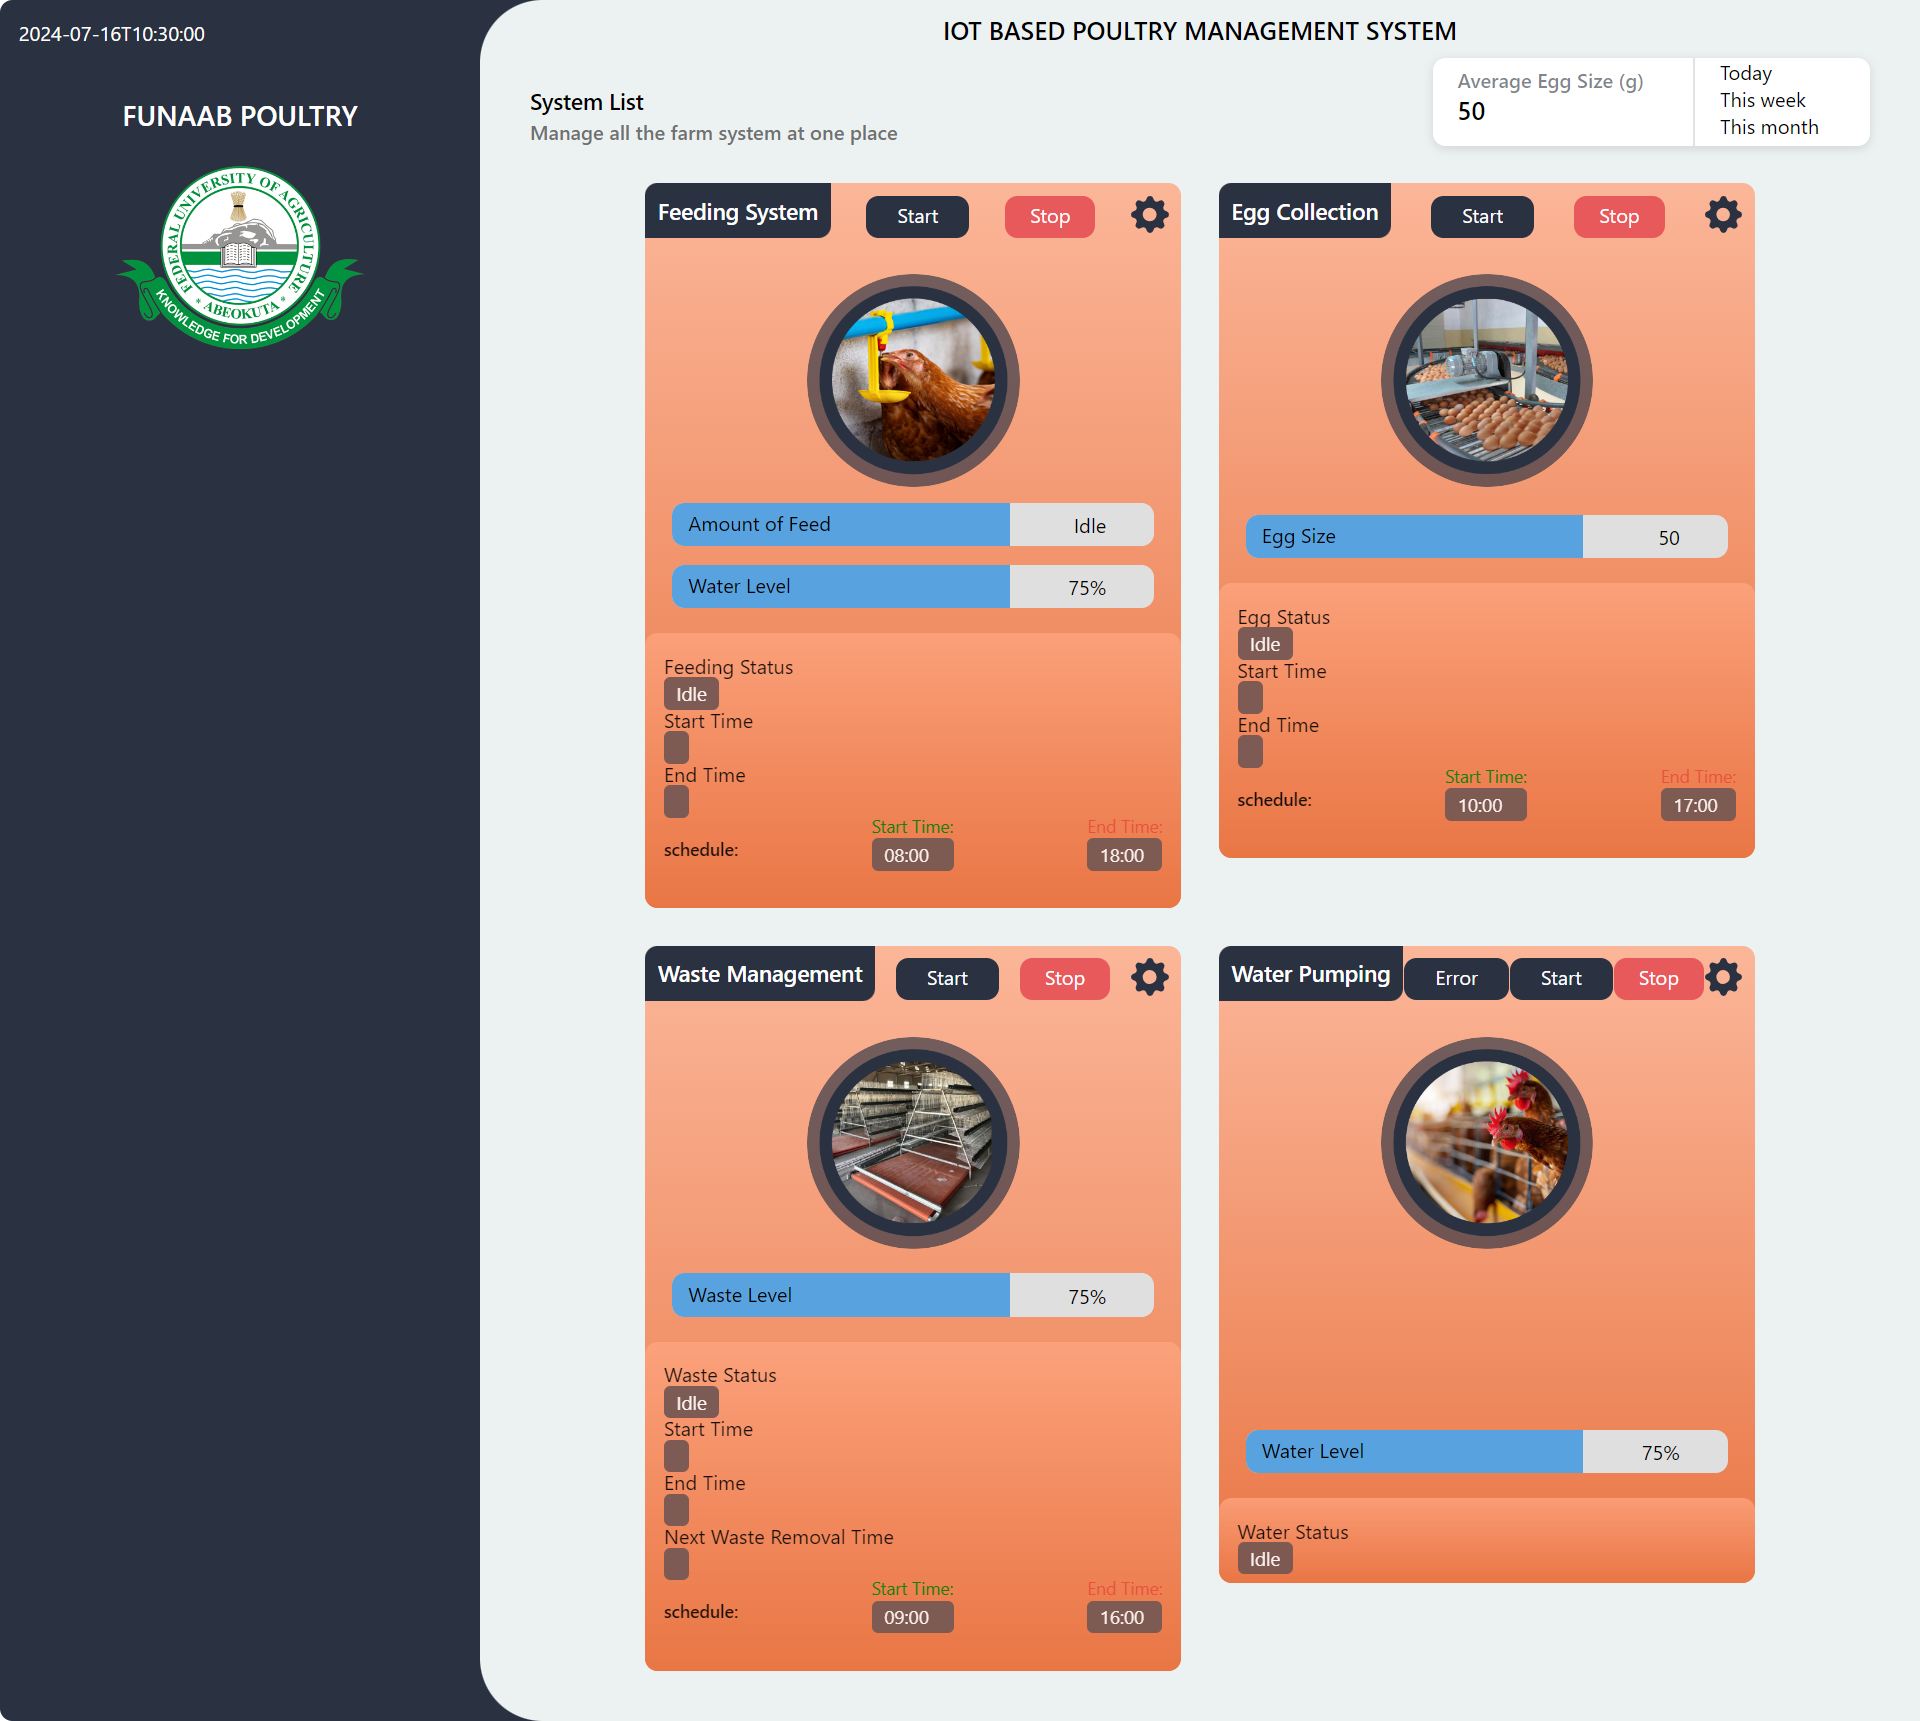 2024-07-16T10:30:00
FUNAAB POULTRY
FEDERAL UNIVERSITY OF AGRICULTURE
* ABEOKUTA *
KNOWLEDGE FOR DEVELOPMENT
IOT BASED POULTRY MANAGEMENT SYSTEM
System List
Manage all the farm system at one place
Average Egg Size (g)
50
Today
This week
This month
Feeding System
Start
Stop
Amount of Feed
Idle
Water Level
75%
Feeding Status
Idle
Start Time
End Time
schedule:
Start Time:
08:00
End Time:
18:00
Egg Collection
Start
Stop
Egg Size
50
Egg Status
Idle
Start Time
End Time
schedule:
Start Time:
10:00
End Time:
17:00
Waste Management
Start
Stop
Waste Level
75%
Waste Status
Idle
Start Time
End Time
Next Waste Removal Time
schedule:
Start Time:
09:00
End Time:
16:00
Water Pumping
Error
Start
Stop
Water Level
75%
Water Status
Idle